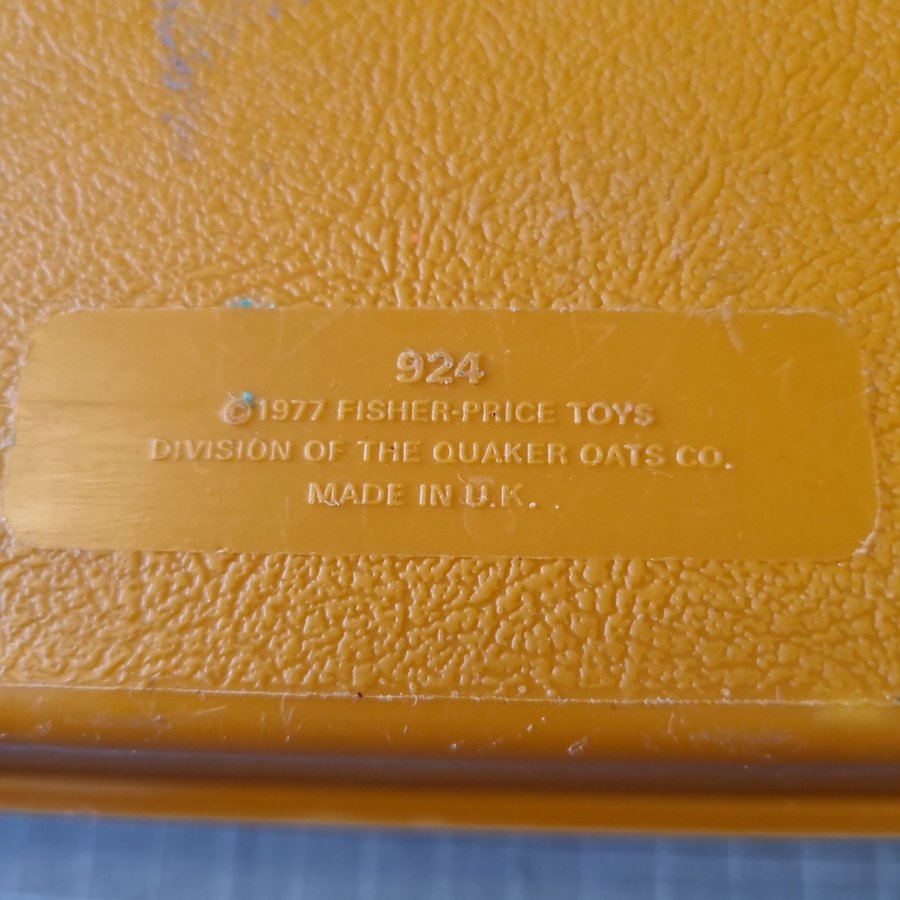 924
©1977 FISHER-PRICE TOYS
DIVISION OF THE QUAKER OATS CO.
MADE IN U.K.